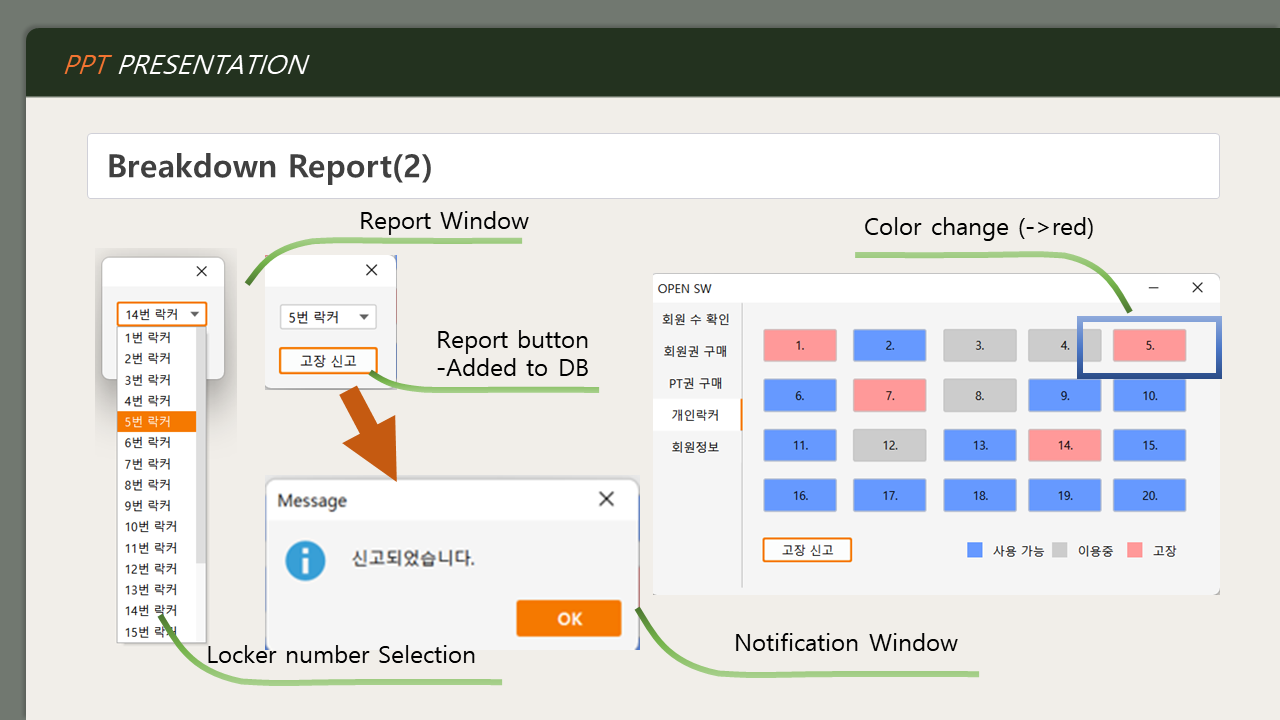 PPT PRESENTATION
Breakdown Report(2)
Report Window
Color change (->red)
14번 락커
1번 락커
2번 락커
3번 락커
4번 락커
5번 락커
6번 락커
7번 락커
8번 락커
9번 락커
10번 락커
11번 락커
12번 락커
13번 락커
14번 락커
15번 락커
Locker number Selection
5번 락커
고장 신고
Report button
-Added to DB
Message
신고되었습니다.
OK
Notification Window
OPEN SW
회원 수 확인
회원권 구매
PT권 구매
개인락커
회원정보
1. 2. 3. 4. 5.
6. 7. 8. 9. 10.
11. 12. 13. 14. 15.
16. 17. 18. 19. 20.
고장 신고 사용 가능 이용중 고장